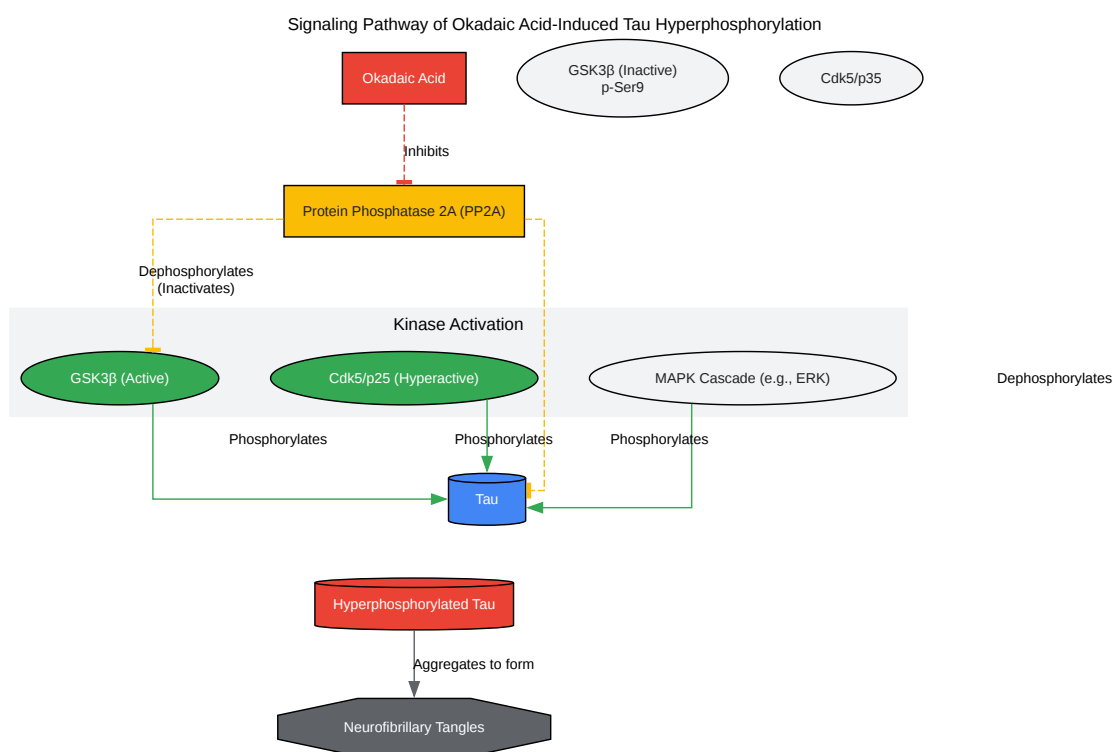 Signaling Pathway of Okadaic Acid-Induced Tau Hyperphosphorylation
Okadaic Acid
GSK3β (Inactive)
p-Ser9
Cdk5/p35
Inhibits
Protein Phosphatase 2A (PP2A)
Dephosphorylates
(Inactivates)
Kinase Activation
GSK3β (Active)
Cdk5/p25 (Hyperactive)
MAPK Cascade (e.g., ERK)
Dephosphorylates
Phosphorylates
Phosphorylates
Phosphorylates
Tau
Hyperphosphorylated Tau
Aggregates to form
Neurofibrillary Tangles